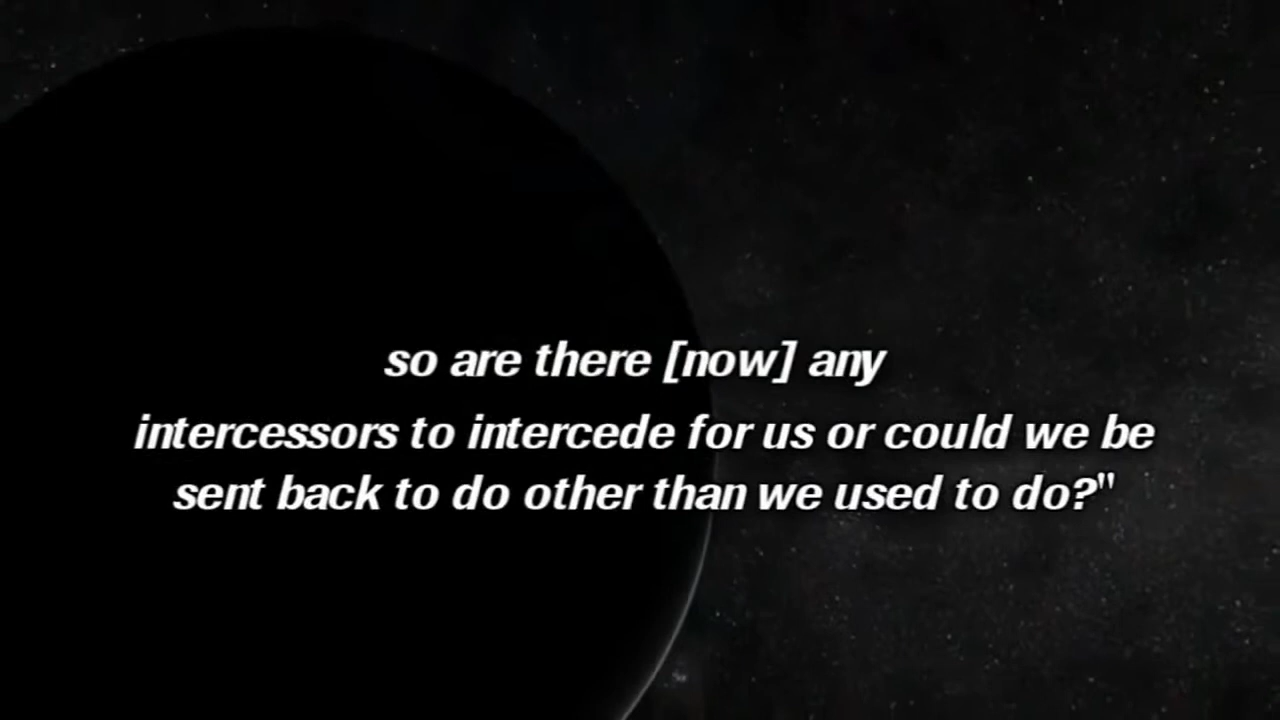 so are there [now] any
intercessors to intercede for us or could we be
sent back to do other than we used to do?"